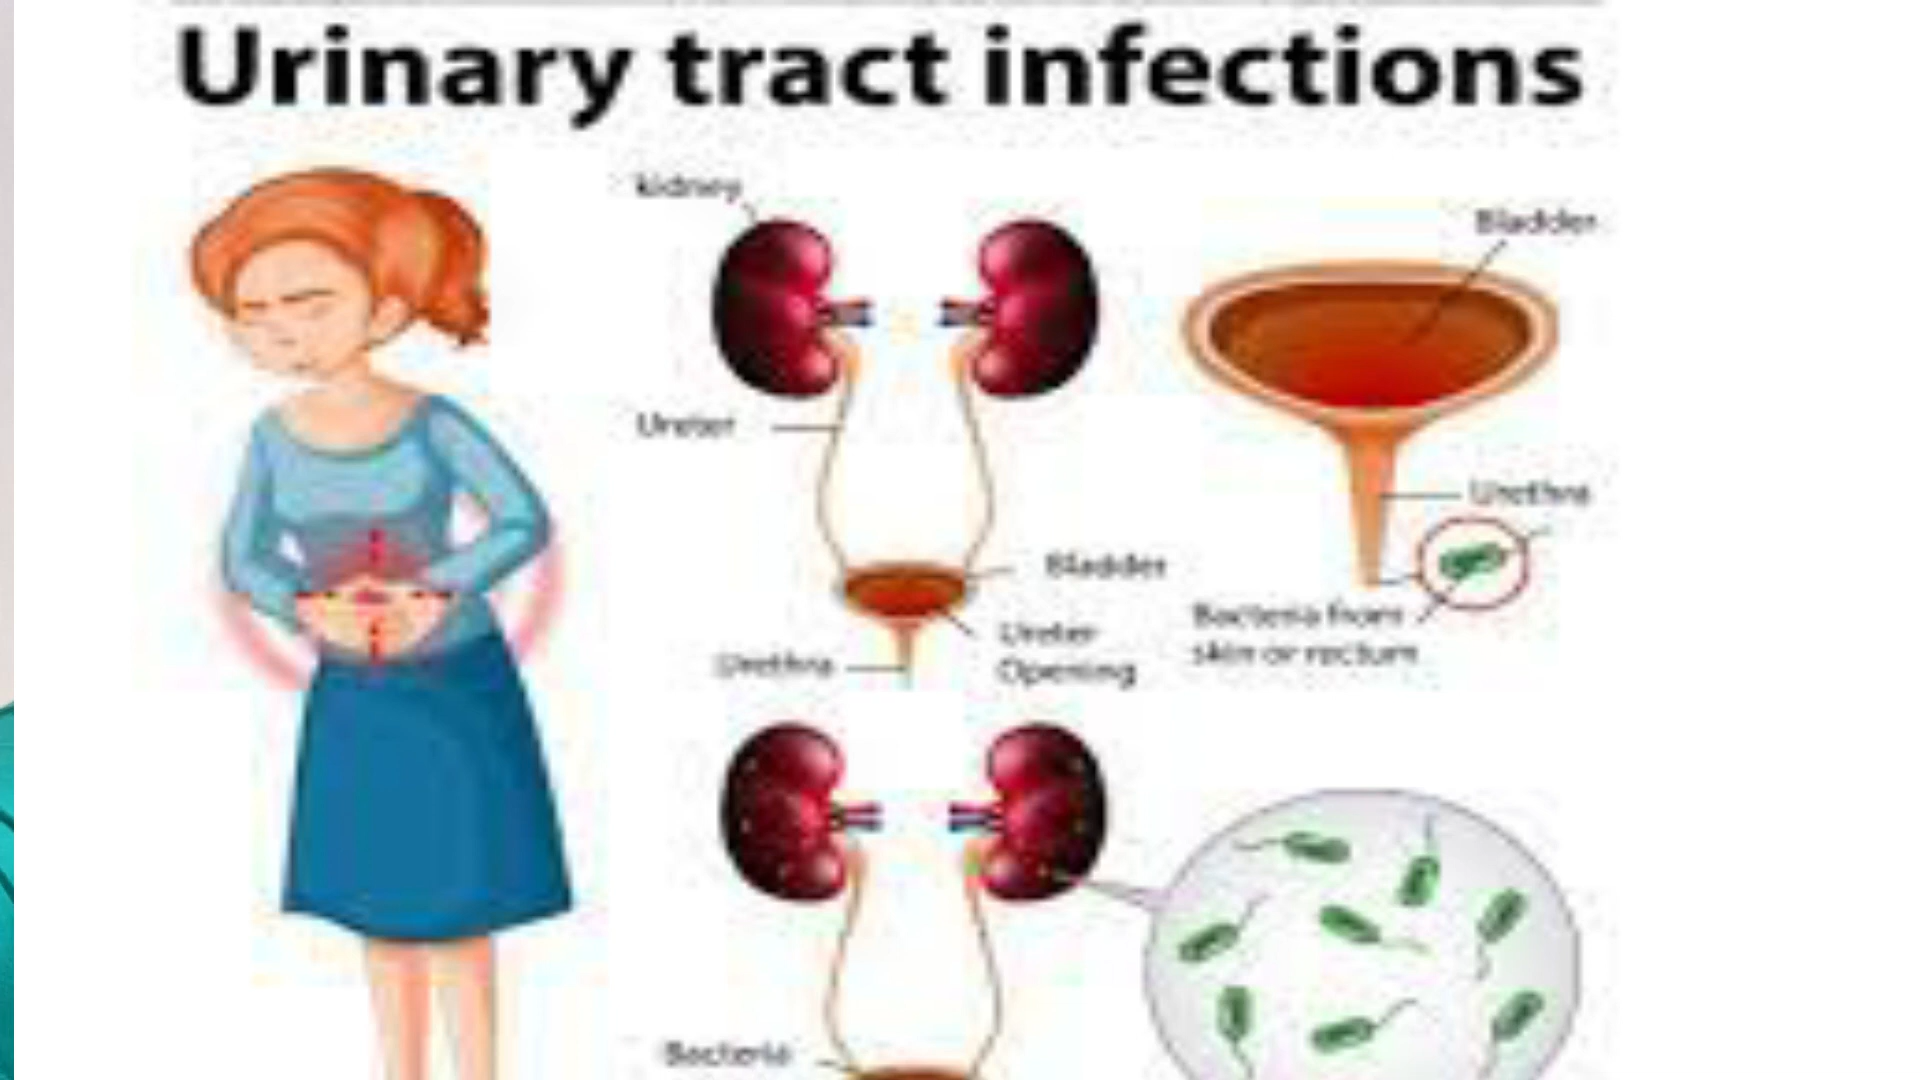 Urinary tract infections
kidney
Bladder
Ureter
Urethra
Bladder
Bacteria from
skin or rectum
Ureter
Opening
Urethra
Bacteria